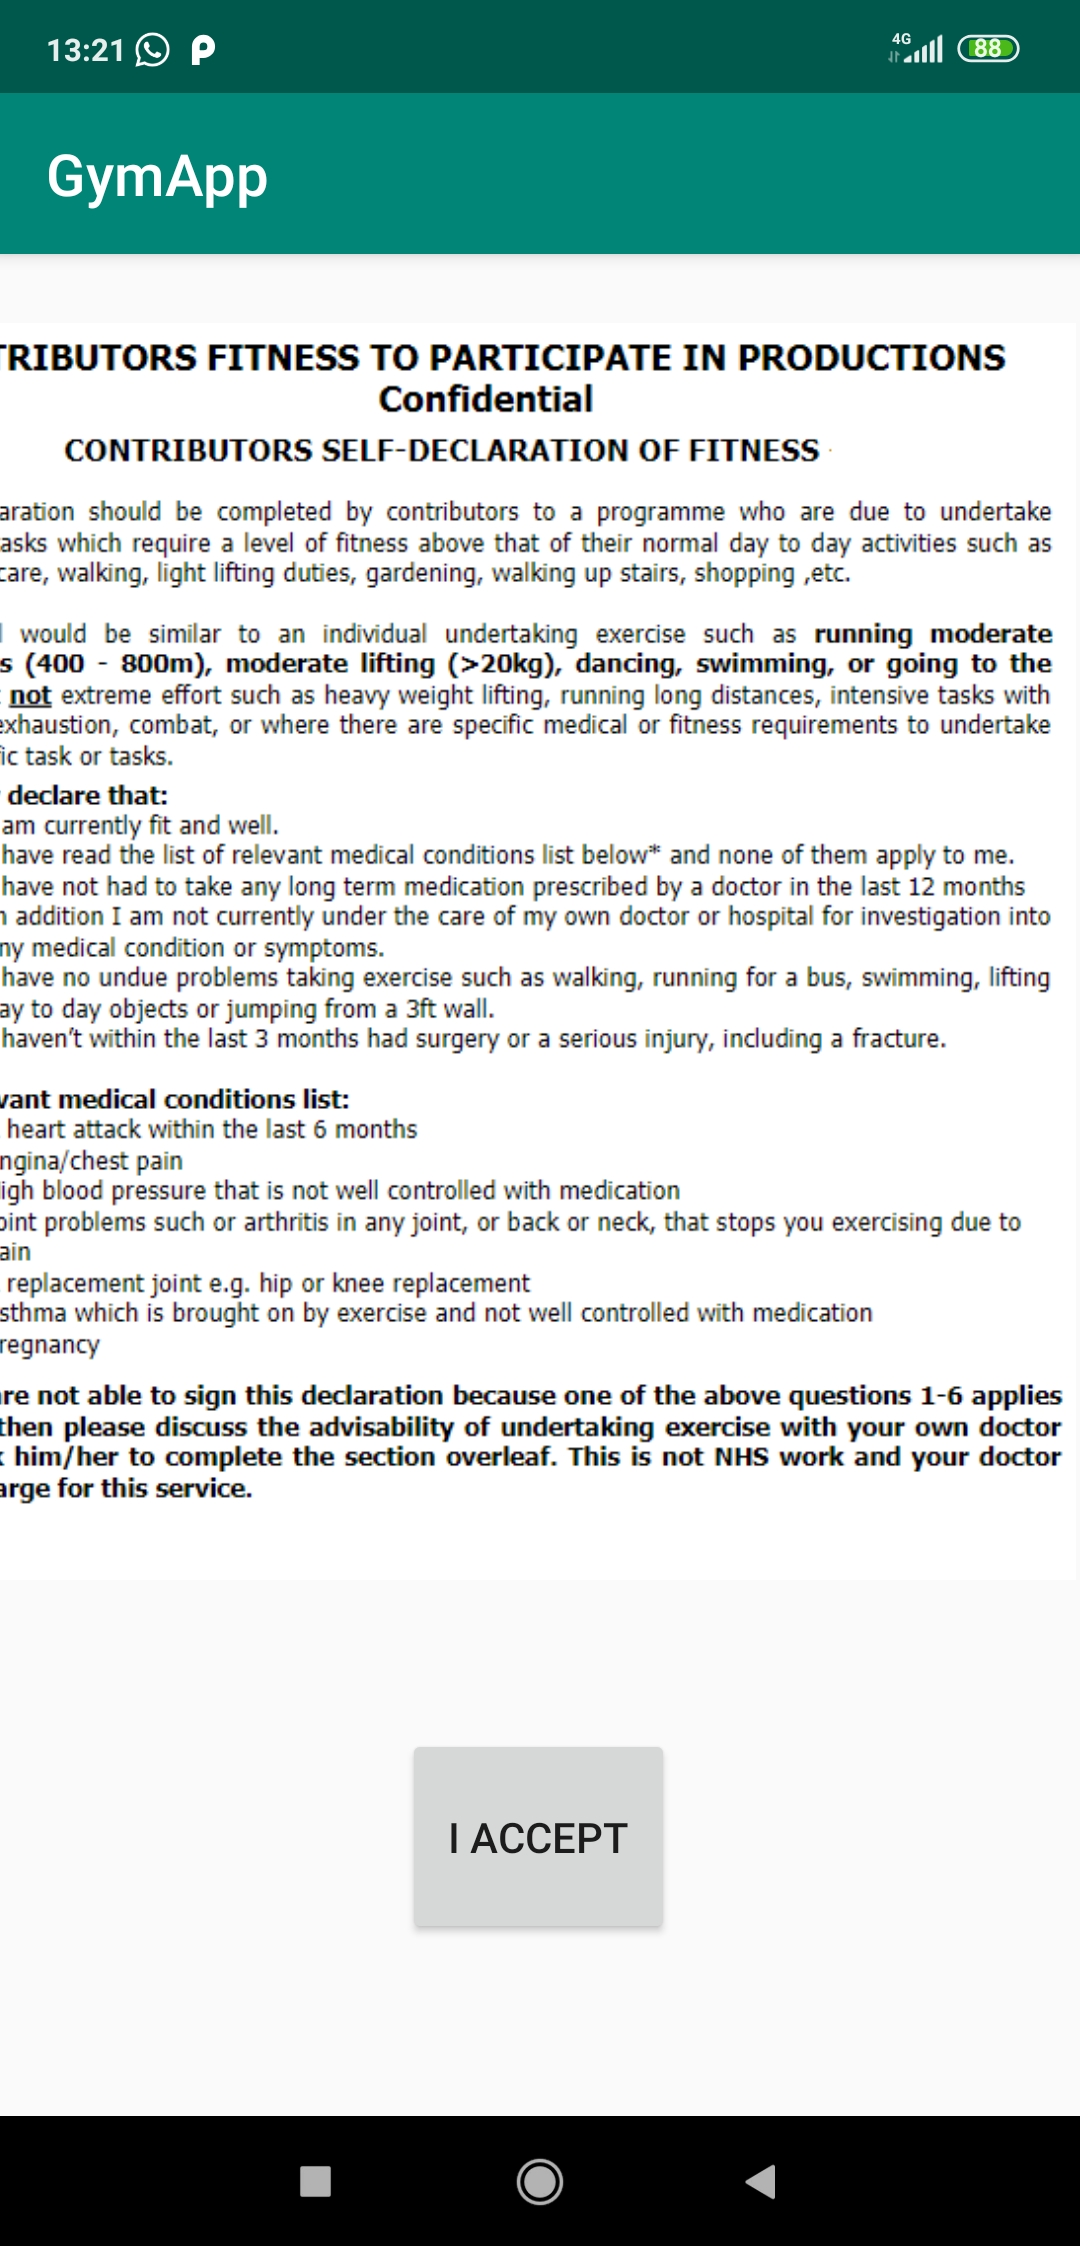 13:21
4G
88
GymApp
TRIBUTORS FITNESS TO PARTICIPATE IN PRODUCTIONS
Confidential
CONTRIBUTORS SELF-DECLARATION OF FITNESS
aration should be completed by contributors to a programme who are due to undertake
asks which require a level of fitness above that of their normal day to day activities such as
care, walking, light lifting duties, gardening, walking up stairs, shopping ,etc.
would be similar to an individual undertaking exercise such as running moderate
s (400 - 800m), moderate lifting (>20kg), dancing, swimming, or going to the
not extreme effort such as heavy weight lifting, running long distances, intensive tasks with
exhaustion, combat, or where there are specific medical or fitness requirements to undertake
ic task or tasks.
declare that:
am currently fit and well.
have read the list of relevant medical conditions list below* and none of them apply to me.
have not had to take any long term medication prescribed by a doctor in the last 12 months
n addition I am not currently under the care of my own doctor or hospital for investigation into
ny medical condition or symptoms.
have no undue problems taking exercise such as walking, running for a bus, swimming, lifting
ay to day objects or jumping from a 3ft wall.
haven't within the last 3 months had surgery or a serious injury, including a fracture.
vant medical conditions list:
heart attack within the last 6 months
ngina/chest pain
igh blood pressure that is not well controlled with medication
oint problems such or arthritis in any joint, or back or neck, that stops you exercising due to
ain
replacement joint e.g. hip or knee replacement
sthma which is brought on by exercise and not well controlled with medication
regnancy
re not able to sign this declaration because one of the above questions 1-6 applies
then please discuss the advisability of undertaking exercise with your own doctor
him/her to complete the section overleaf. This is not NHS work and your doctor
arge for this service.
I ACCEPT